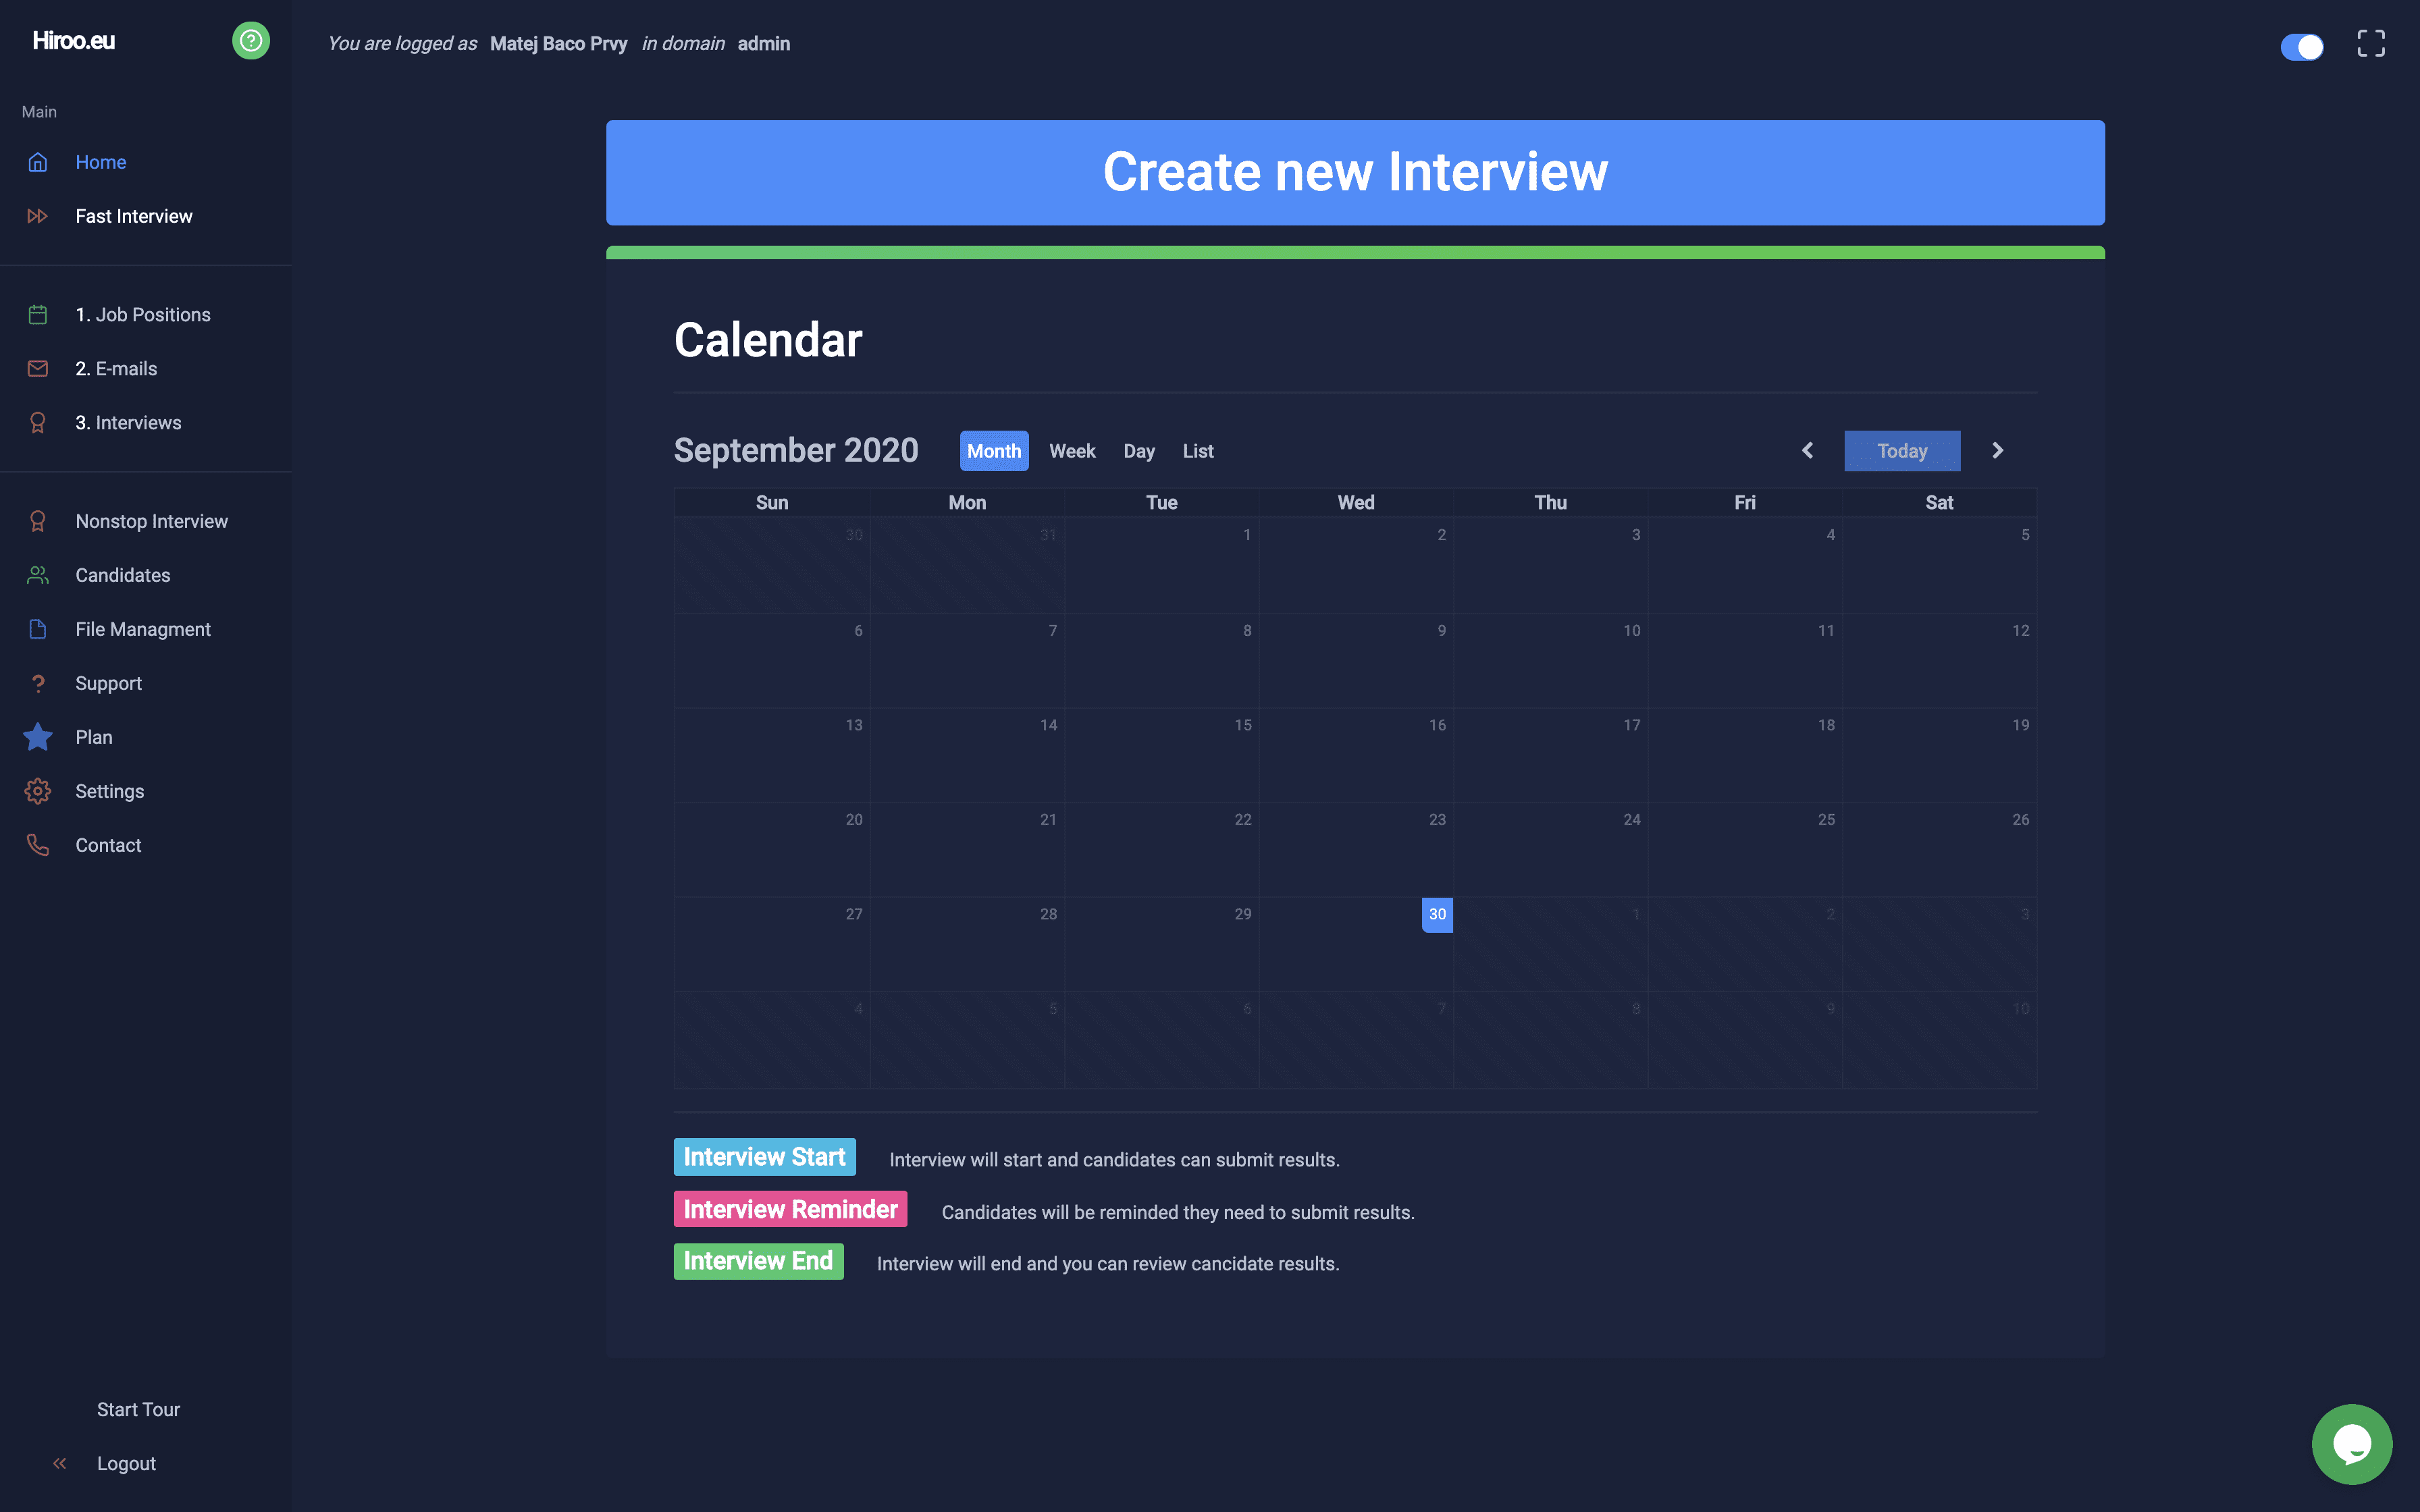 Hiroo.eu
You are logged as Matej Baco Prvy in domain admin
Main
Home
Fast Interview
1. Job Positions
2. E-mails
3. Interviews
Nonstop Interview
Candidates
File Managment
Support
Plan
Settings
Contact
Start Tour
Logout
Create new Interview
Calendar
September 2020 Month Week Day List Today
Sun Mon Tue Wed Thu Fri Sat
30 31 1 2 3 4 5
6 7 8 9 10 11 12
13 14 15 16 17 18 19
20 21 22 23 24 25 26
27 28 29 30 1 2 3
4 5 6 7 8 9 10
Interview Start Interview will start and candidates can submit results.
Interview Reminder Candidates will be reminded they need to submit results.
Interview End Interview will end and you can review cancidate results.